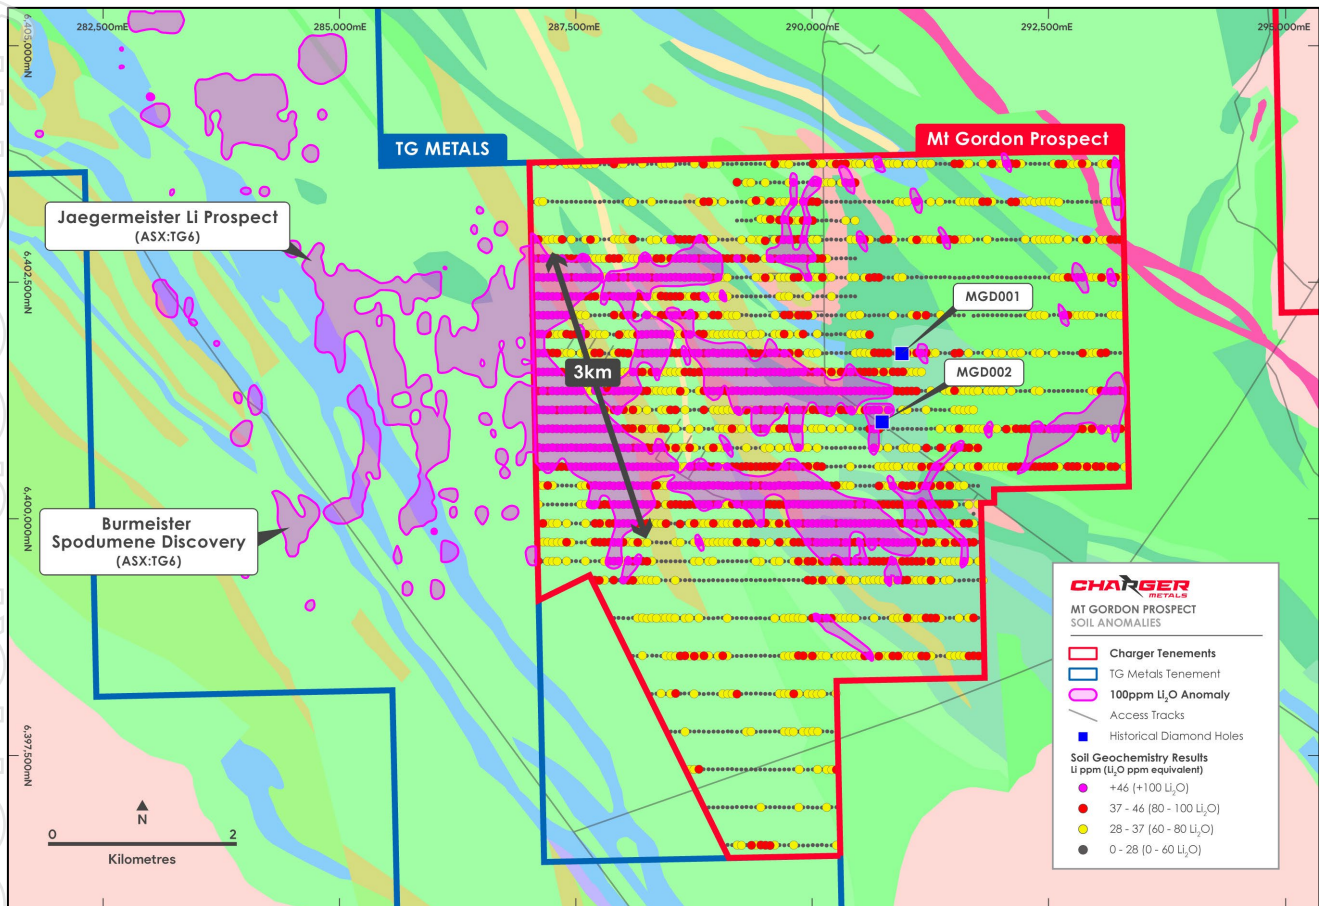 282,500mE
285,000mE
287,500mE
290,000mE
292,500mE
295,000mE
6,405,000mN
6,402,500mN
6,400,000mN
6,397,500mN
TG METALS
Mt Gordon Prospect
Jaegermeister Li Prospect
(ASX:TG6)
MGD001
MGD002
3km
Burmeister
Spodumene Discovery
(ASX:TG6)
N
0 2
Kilometres
CHARGER
METALS
MT GORDON PROSPECT
SOIL ANOMALIES
Charger Tenements
TG Metals Tenement
100ppm Li₂O Anomaly
Access Tracks
Historical Diamond Holes
Soil Geochemistry Results
Li ppm (Li₂O ppm equivalent)
+46 (+100 Li₂O)
37 - 46 (80 - 100 Li₂O)
28 - 37 (60 - 80 Li₂O)
0 - 28 (0 - 60 Li₂O)